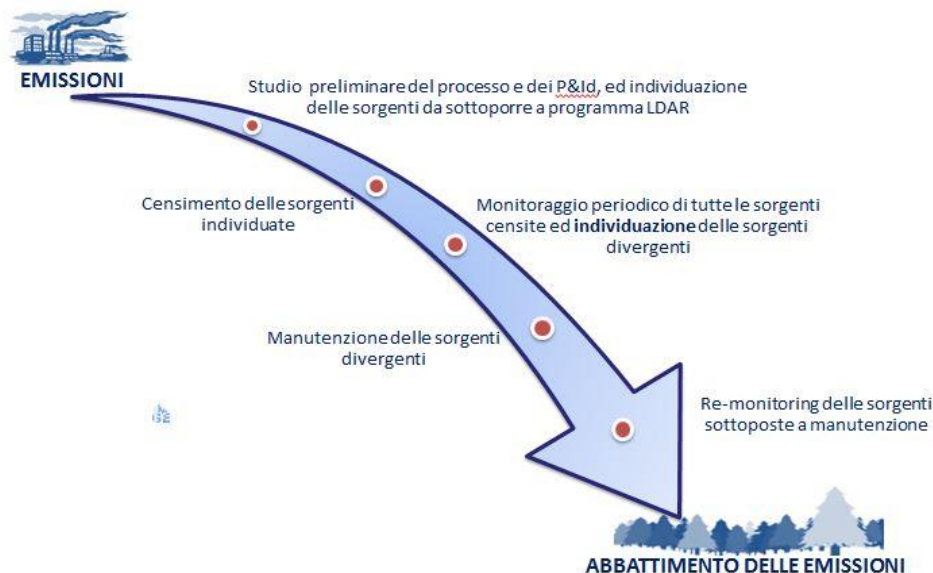 EMISSIONI
Studio preliminare del processo e dei P&Id, ed individuazione
delle sorgenti da sottoporre a programma LDAR
Censimento delle sorgenti
individuate
Monitoraggio periodico di tutte le sorgenti
censite ed individuazione delle sorgenti
divergenti
Manutenzione delle sorgenti
divergenti
Re-monitoring delle sorgenti
sottoposte a manutenzione
ABBATTIMENTO DELLE EMISSIONI